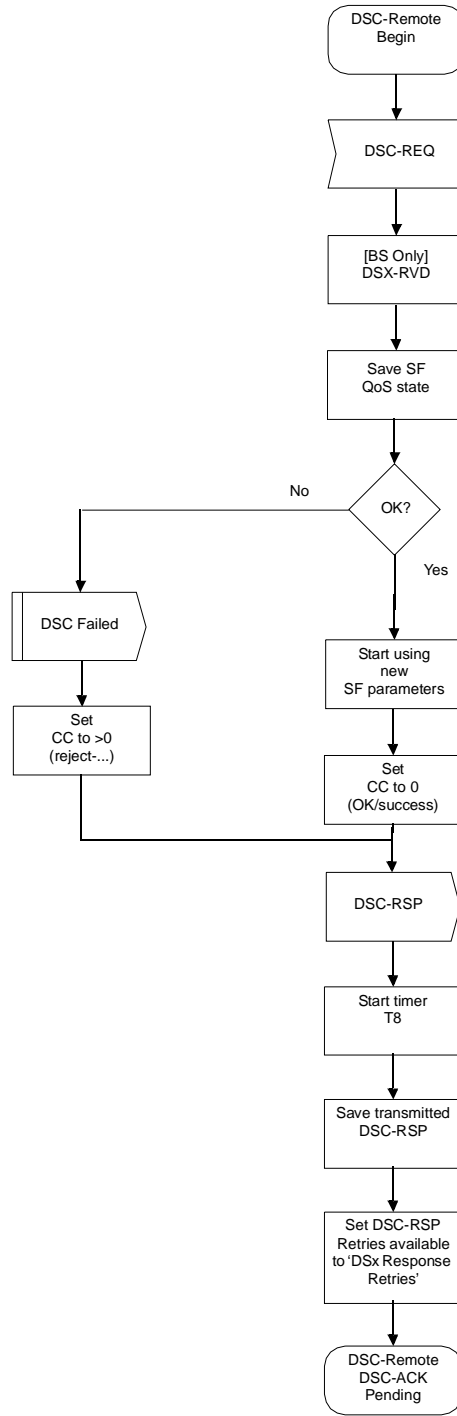 DSC-Remote
Begin
DSC-REQ
[BS Only]
DSX-RVD
Save SF
QoS state
OK?
No
Yes
DSC Failed
Set
CC to >0
(reject-...)
Start using
new
SF parameters
Set
CC to 0
(OK/success)
DSC-RSP
Start timer
T8
Save transmitted
DSC-RSP
Set DSC-RSP
Retries available
to ‘DSx Response
Retries’
DSC-Remote
DSC-ACK
Pending